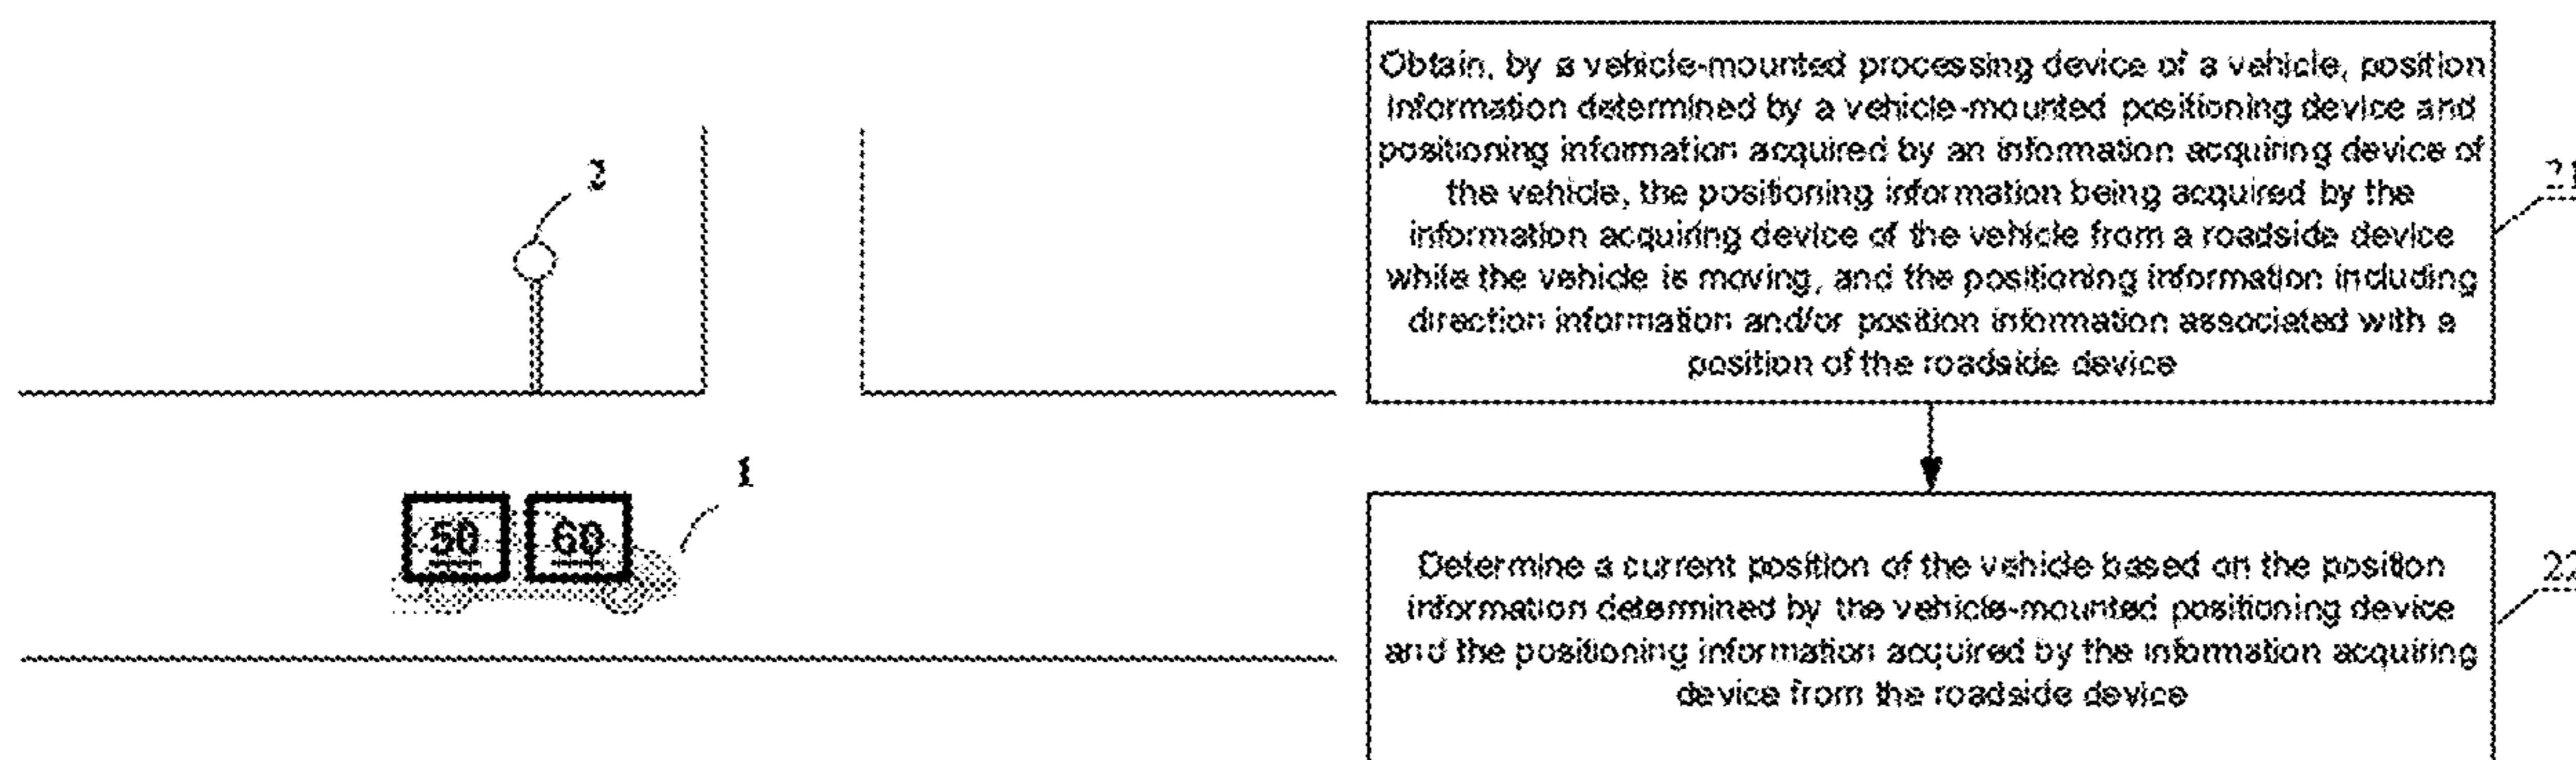 2
1
50 60
Obtain, by a vehicle-mounted processing device of a vehicle, position
information determined by a vehicle-mounted positioning device and
positioning information acquired by an information acquiring device of
the vehicle, the positioning information being acquired by the
information acquiring device of the vehicle from a roadside device
while the vehicle is moving, and the positioning information including
direction information and/or position information associated with a
position of the roadside device
21
Determine a current position of the vehicle based on the position
information determined by the vehicle-mounted positioning device
and the positioning information acquired by the information acquiring
device from the roadside device
22